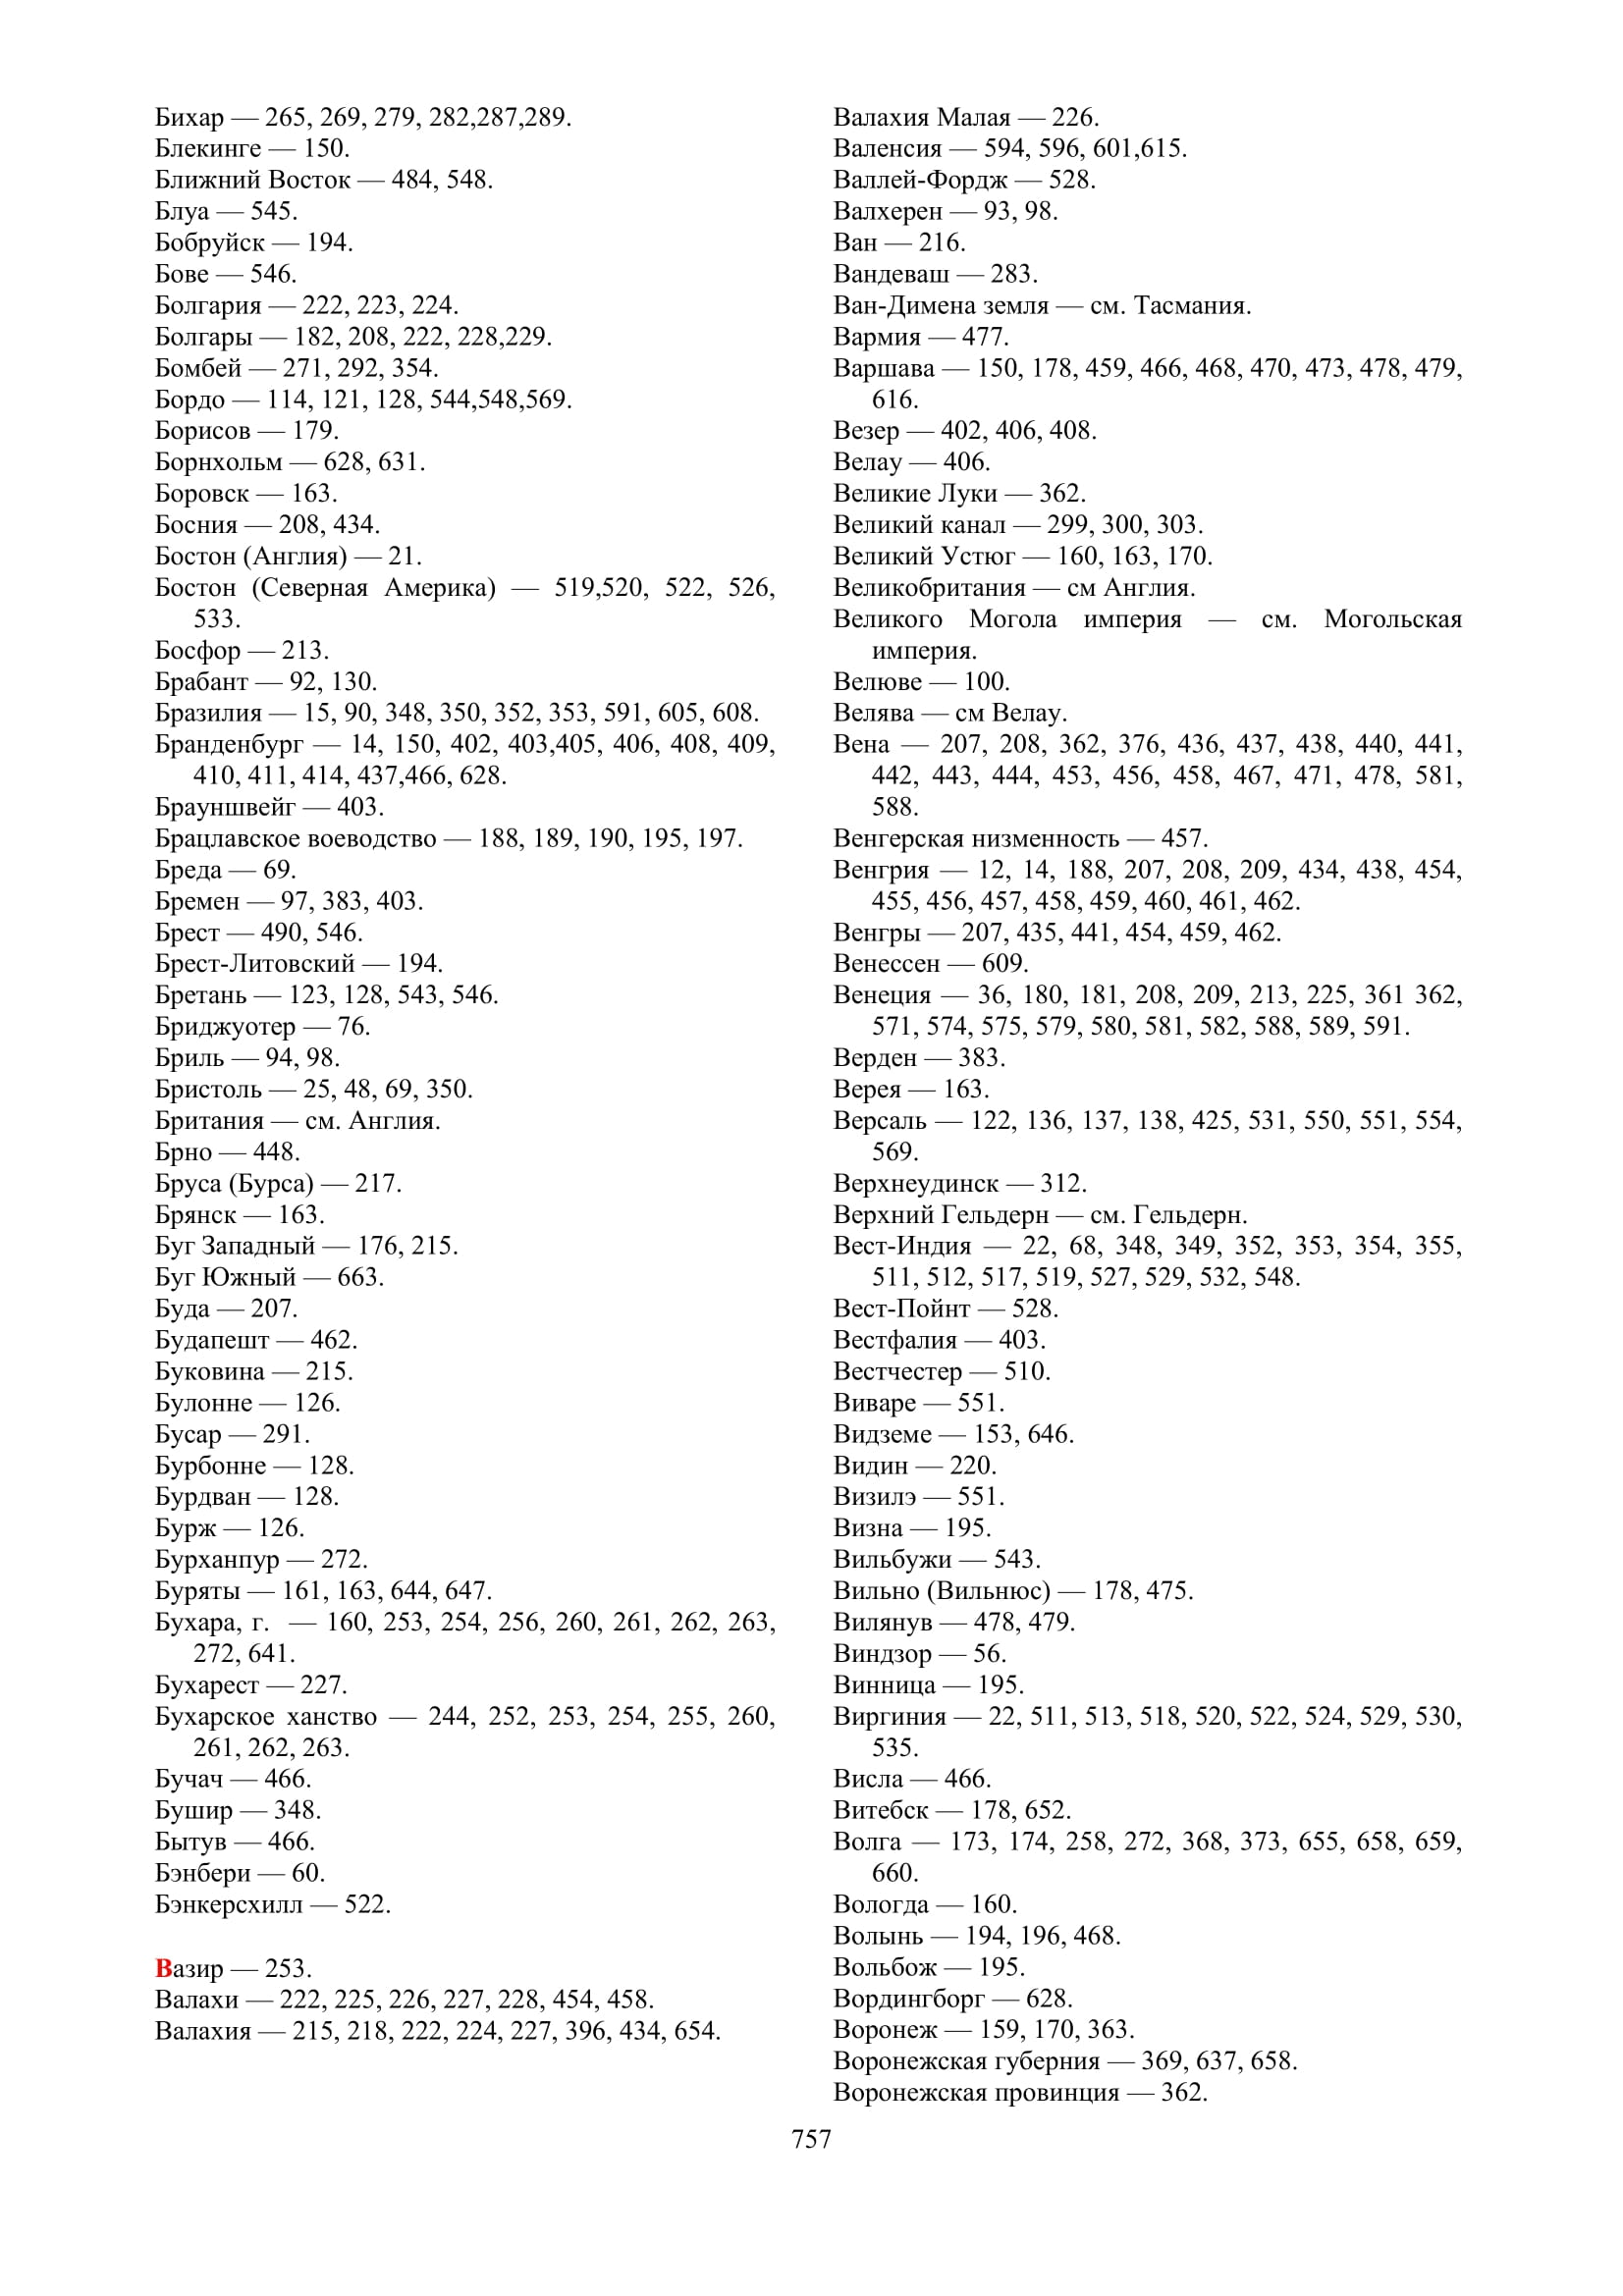 Бихар — 265, 269, 279, 282,287,289.
Блекинге — 150.
Ближний Восток — 484, 548.
Блуа — 545.
Бобруйск — 194.
Бове — 546.
Болгария — 222, 223, 224.
Болгары — 182, 208, 222, 228,229.
Бомбей — 271, 292, 354.
Бордо — 114, 121, 128, 544,548,569.
Борисов — 179.
Борнхольм — 628, 631.
Боровск — 163.
Босния — 208, 434.
Бостон (Англия) — 21.
Бостон (Северная Америка) — 519,520, 522, 526,
533.
Босфор — 213.
Брабант — 92, 130.
Бразилия — 15, 90, 348, 350, 352, 353, 591, 605, 608.
Бранденбург — 14, 150, 402, 403,405, 406, 408, 409,
410, 411, 414, 437,466, 628.
Брауншвейг — 403.
Брацлавское воеводство — 188, 189, 190, 195, 197.
Бреда — 69.
Бремен — 97, 383, 403.
Брест — 490, 546.
Брест-Литовский — 194.
Бретань — 123, 128, 543, 546.
Бриджуотер — 76.
Бриль — 94, 98.
Бристоль — 25, 48, 69, 350.
Британия — см. Англия.
Брно — 448.
Бруса (Бурса) — 217.
Брянск — 163.
Буг Западный — 176, 215.
Буг Южный — 663.
Буда — 207.
Будапешт — 462.
Буковина — 215.
Булонне — 126.
Бусар — 291.
Бурбонне — 128.
Бурдван — 128.
Бурж — 126.
Бурханпур — 272.
Буряты — 161, 163, 644, 647.
Бухара, г. — 160, 253, 254, 256, 260, 261, 262, 263,
272, 641.
Бухарест — 227.
Бухарское ханство — 244, 252, 253, 254, 255, 260,
261, 262, 263.
Бучач — 466.
Бушир — 348.
Бытув — 466.
Бэнбери — 60.
Бэнкерсхилл — 522.
Вазир — 253.
Валахи — 222, 225, 226, 227, 228, 454, 458.
Валахия — 215, 218, 222, 224, 227, 396, 434, 654.
Валахия Малая — 226.
Валенсия — 594, 596, 601,615.
Валлей-Фордж — 528.
Валхерен — 93, 98.
Ван — 216.
Вандеваш — 283.
Ван-Димена земля — см. Тасмания.
Вармия — 477.
Варшава — 150, 178, 459, 466, 468, 470, 473, 478, 479,
616.
Везер — 402, 406, 408.
Велау — 406.
Великие Луки — 362.
Великий канал — 299, 300, 303.
Великий Устюг — 160, 163, 170.
Великобритания — см Англия.
Великого Могола империя — см. Могольская
империя.
Велюве — 100.
Велява — см Велау.
Вена — 207, 208, 362, 376, 436, 437, 438, 440, 441,
442, 443, 444, 453, 456, 458, 467, 471, 478, 581,
588.
Венгерская низменность — 457.
Венгрия — 12, 14, 188, 207, 208, 209, 434, 438, 454,
455, 456, 457, 458, 459, 460, 461, 462.
Венгры — 207, 435, 441, 454, 459, 462.
Венессен — 609.
Венеция — 36, 180, 181, 208, 209, 213, 225, 361 362,
571, 574, 575, 579, 580, 581, 582, 588, 589, 591.
Верден — 383.
Верея — 163.
Версаль — 122, 136, 137, 138, 425, 531, 550, 551, 554,
569.
Верхнеудинск — 312.
Верхний Гельдерн — см. Гельдерн.
Вест-Индия — 22, 68, 348, 349, 352, 353, 354, 355,
511, 512, 517, 519, 527, 529, 532, 548.
Вест-Пойнт — 528.
Вестфалия — 403.
Вестчестер — 510.
Виваре — 551.
Видземе — 153, 646.
Видин — 220.
Визилэ — 551.
Визна — 195.
Вильбужи — 543.
Вильно (Вильнюс) — 178, 475.
Вилянув — 478, 479.
Виндзор — 56.
Винница — 195.
Виргиния — 22, 511, 513, 518, 520, 522, 524, 529, 530,
535.
Висла — 466.
Витебск — 178, 652.
Волга — 173, 174, 258, 272, 368, 373, 655, 658, 659,
660.
Вологда — 160.
Волынь — 194, 196, 468.
Вольбож — 195.
Вордингборг — 628.
Воронеж — 159, 170, 363.
Воронежская губерния — 369, 637, 658.
Воронежская провинция — 362.
757